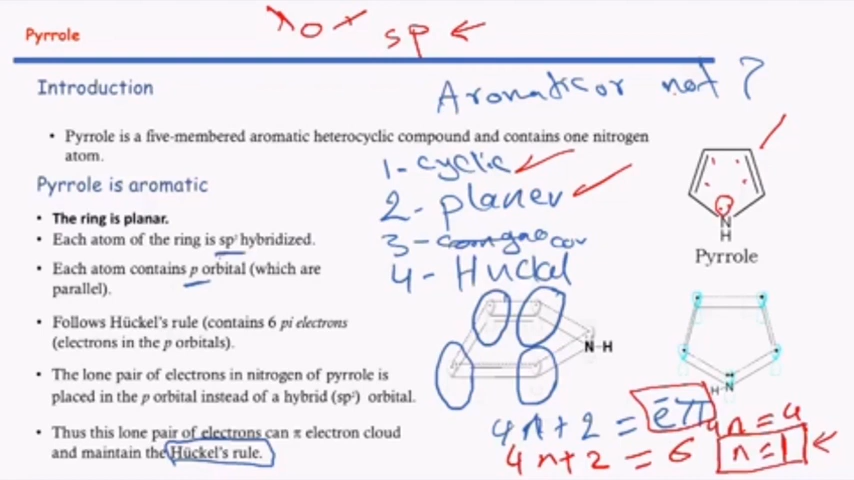 Pyrrole
sp
Introduction
Aromatic or not ?
Pyrrole is a five-membered aromatic heterocyclic compound and contains one nitrogen
atom.
1- cyclic
Pyrrole is aromatic
2- planer
The ring is planar.
3-
Each atom of the ring is sp² hybridized.
4- Huckel
Each atom contains p orbital (which are
parallel).
N
H
Pyrrole
Follows Hückel's rule (contains 6 pi electrons
(electrons in the p orbitals).
N-H
The lone pair of electrons in nitrogen of pyrrole is
placed in the p orbital instead of a hybrid (sp²) orbital.
H-N
Thus this lone pair of electrons can π electron cloud
and maintain the Hückel's rule.
4n+2 = ēπ
4n = 4
4n+2 = 6
n=1